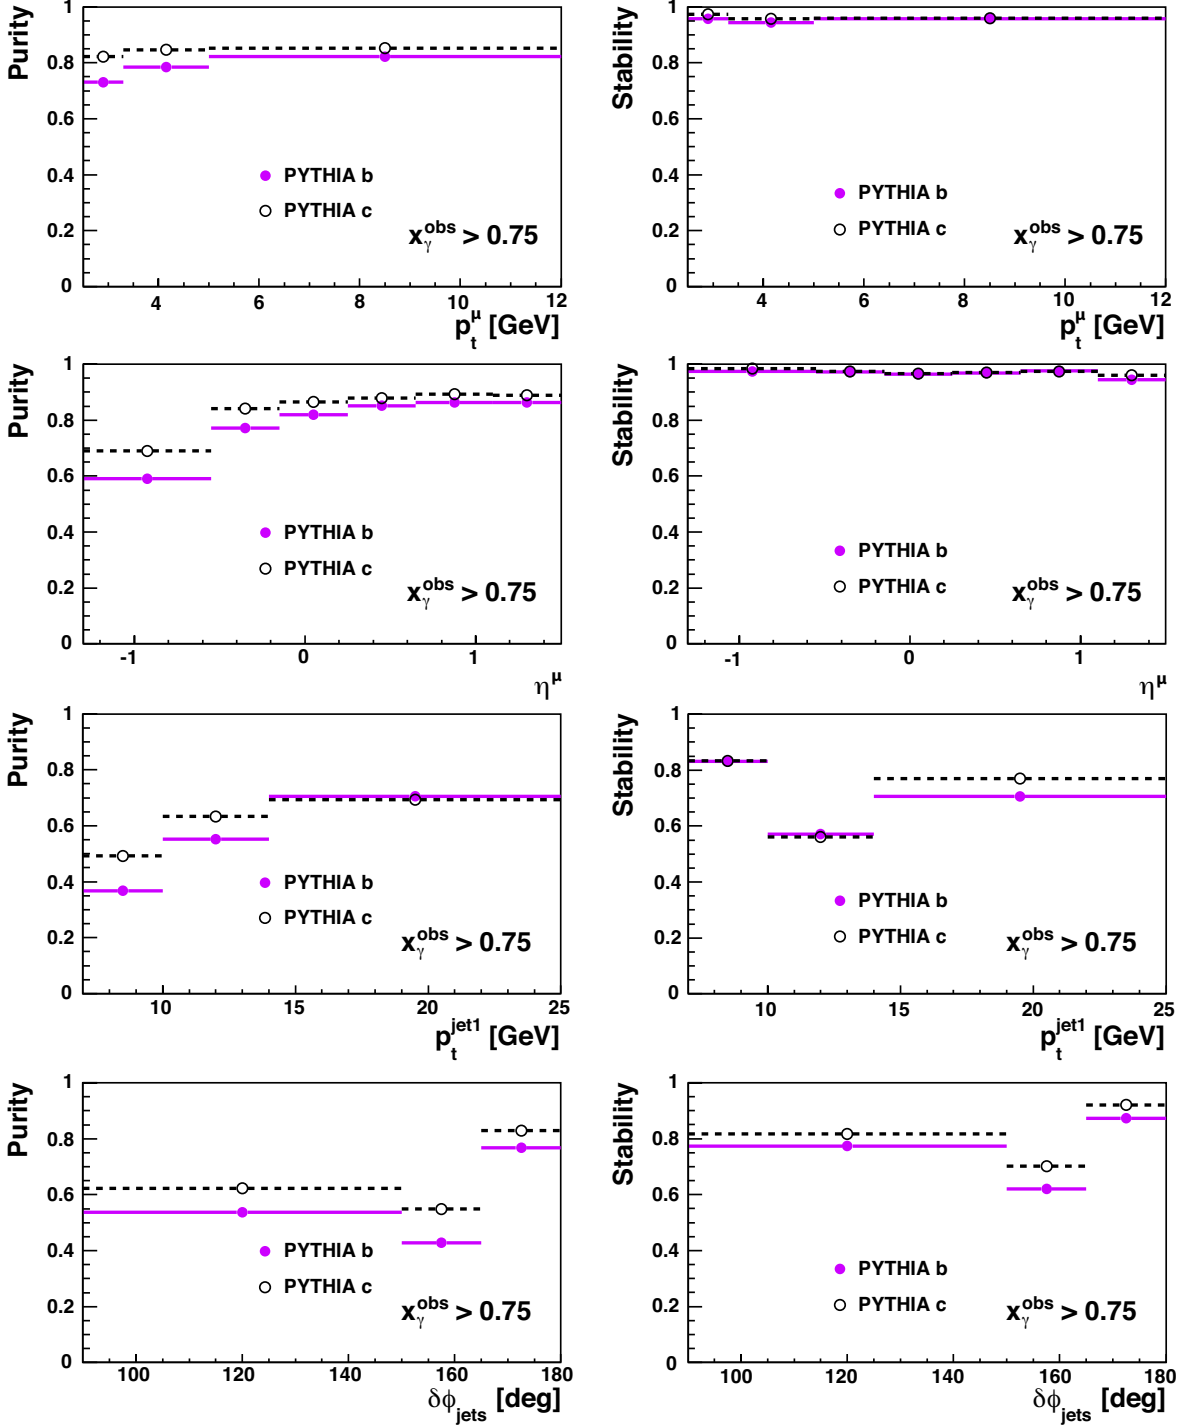 Purity
1
0.8
0.6
0.4
0.2
0
PYTHIA b
PYTHIA c
x_γ^obs > 0.75
4 6 8 10 12
p_t^μ [GeV]
Stability
1
0.8
0.6
0.4
0.2
0
PYTHIA b
PYTHIA c
x_γ^obs > 0.75
4 6 8 10 12
p_t^μ [GeV]
Purity
1
0.8
0.6
0.4
0.2
0
PYTHIA b
PYTHIA c
x_γ^obs > 0.75
-1 0 1
η^μ
Stability
1
0.8
0.6
0.4
0.2
0
PYTHIA b
PYTHIA c
x_γ^obs > 0.75
-1 0 1
η^μ
Purity
1
0.8
0.6
0.4
0.2
0
PYTHIA b
PYTHIA c
x_γ^obs > 0.75
10 15 20 25
p_t^jet1 [GeV]
Stability
1
0.8
0.6
0.4
0.2
0
PYTHIA b
PYTHIA c
x_γ^obs > 0.75
10 15 20 25
p_t^jet1 [GeV]
Purity
1
0.8
0.6
0.4
0.2
0
PYTHIA b
PYTHIA c
x_γ^obs > 0.75
100 120 140 160 180
δϕ_jets [deg]
Stability
1
0.8
0.6
0.4
0.2
0
PYTHIA b
PYTHIA c
x_γ^obs > 0.75
100 120 140 160 180
δϕ_jets [deg]